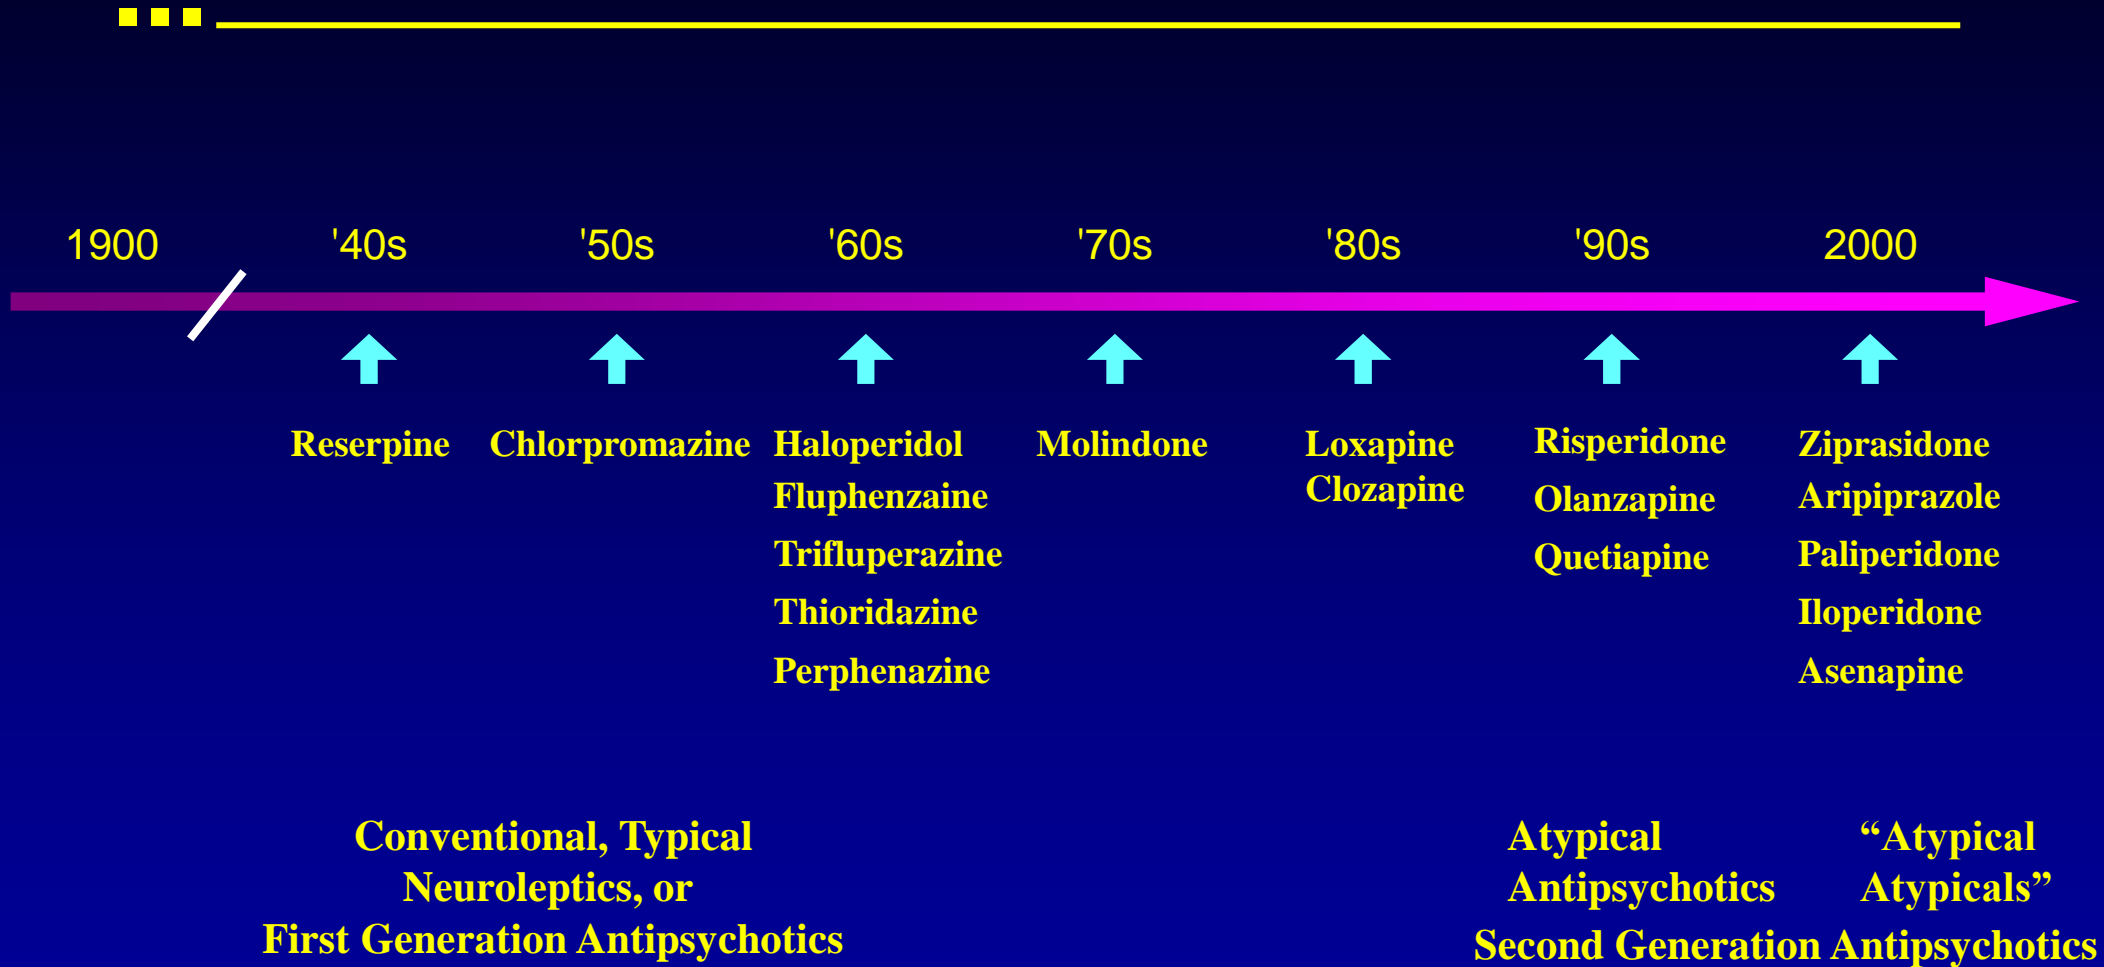 1900 '40s '50s '60s '70s '80s '90s 2000
Reserpine Chlorpromazine Haloperidol Molindone Loxapine Risperidone Ziprasidone
Fluphenzaine Clozapine Olanzapine Aripiprazole
Trifluperazine Quetiapine Paliperidone
Thioridazine Iloperidone
Perphenazine Asenapine
Conventional, Typical
Neuroleptics, or
First Generation Antipsychotics
Atypical
Antipsychotics
“Atypical
Atypicals”
Second Generation Antipsychotics